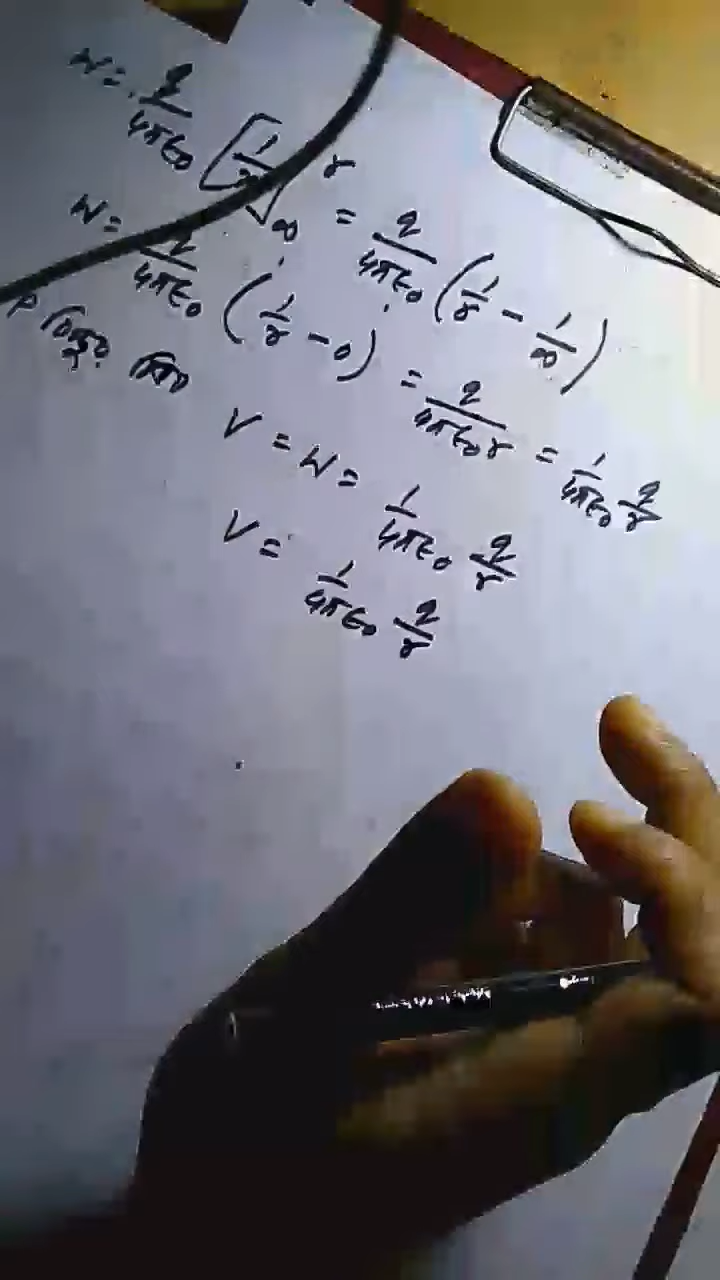 W = q/4πε₀ [1/r]∞^r = q/4πε₀ (1/r - 1/∞)
W = q/4πε₀ (1/r - 0) = q/4πε₀r = 1/4πε₀ q/r
P
V = W = 1/4πε₀ q/r
V = 1/4πε₀ q/r